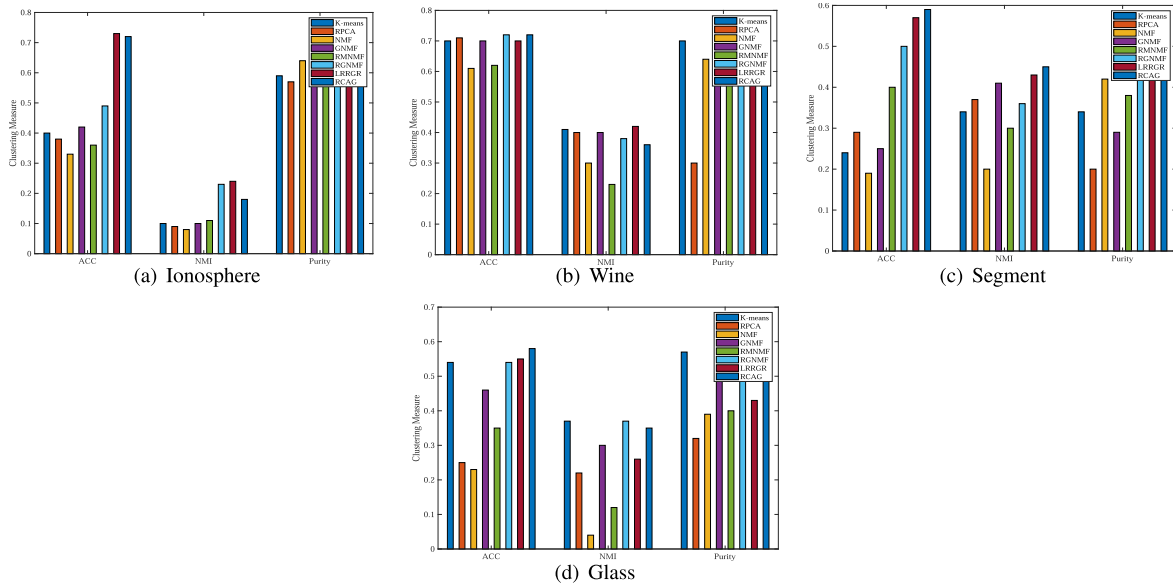 0.8
0.7
0.6
0.5
0.4
0.3
0.2
0.1
0
Clustering Measure
ACC
NMI
Purity
K-means
RPCA
NMF
GNMF
RMNMF
RGNMF
LRRGR
RCAG
(a) Ionosphere
0.8
0.7
0.6
0.5
0.4
0.3
0.2
0.1
0
Clustering Measure
ACC
NMI
Purity
K-means
RPCA
NMF
GNMF
RMNMF
RGNMF
LRRGR
RCAG
(b) Wine
0.6
0.5
0.4
0.3
0.2
0.1
0
Clustering Measure
ACC
NMI
Purity
K-means
RPCA
NMF
GNMF
RMNMF
RGNMF
LRRGR
RCAG
(c) Segment
0.7
0.6
0.5
0.4
0.3
0.2
0.1
0
Clustering Measure
ACC
NMI
Purity
K-means
RPCA
NMF
GNMF
RMNMF
RGNMF
LRRGR
RCAG
(d) Glass